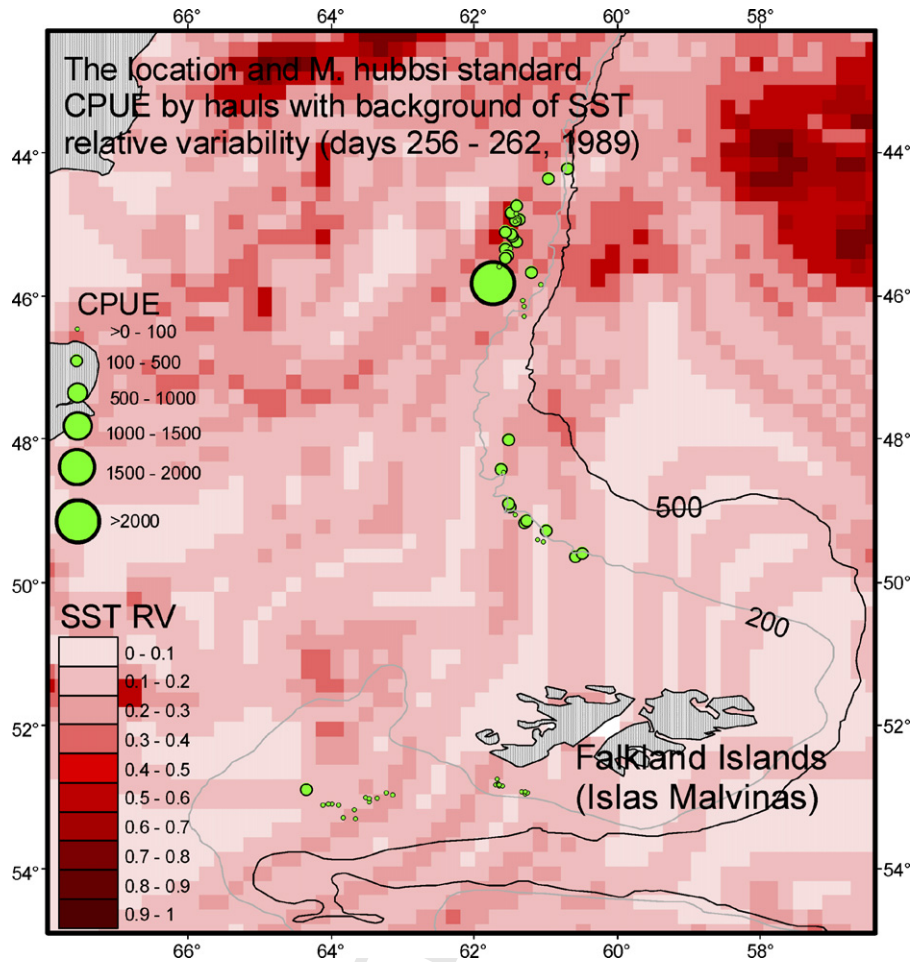 66° 64° 62° 60° 58°
The location and M. hubbsi standard
CPUE by hauls with background of SST
relative variability (days 256 - 262, 1989)
44° 44°
46° 46°
CPUE
>0 - 100
100 - 500
500 - 1000
1000 - 1500
1500 - 2000
>2000
48° 48°
500
50° 50°
200
SST RV
0 - 0.1
0.1 - 0.2
0.2 - 0.3
0.3 - 0.4
0.4 - 0.5
0.5 - 0.6
0.6 - 0.7
0.7 - 0.8
0.8 - 0.9
0.9 - 1
52° 52°
Falkland Islands
(Islas Malvinas)
54° 54°
66° 64° 62° 60° 58°